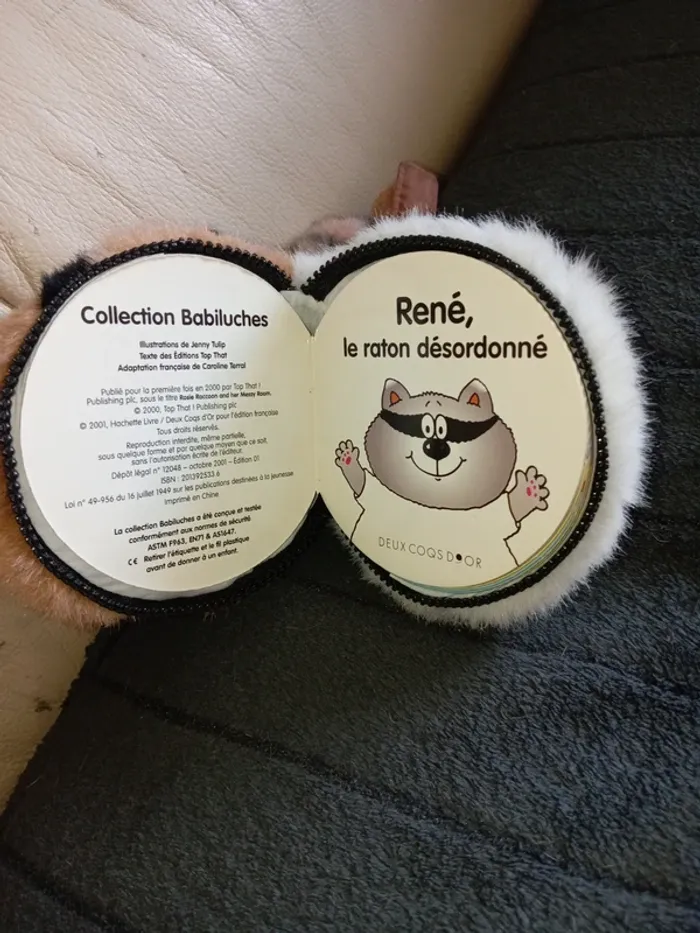 Collection Babiluches
Illustrations de Jenny Tulip
Texte des Éditions Top That
Adaptation française de Caroline Terral
Publié pour la première fois en 2000 par Top That !
Publishing plc, sous le titre Rosie Raccoon and her Messy Room.
© 2000, Top That ! Publishing plc
© 2001, Hachette Livre / Deux Coqs d'Or pour l'édition française
Tous droits réservés.
Reproduction interdite, même partielle,
sous quelque forme et par quelque moyen que ce soit,
sans l'autorisation écrite de l'éditeur.
Dépôt légal n° 12048 – octobre 2001 – Édition 01
ISBN : 201392533.6
Loi n° 49-956 du 16 juillet 1949 sur les publications destinées à la jeunesse
Imprimé en Chine
La collection Babiluches a été conçue et testée
conformément aux normes de sécurité
ASTM F963, EN71 & AS1647.
CE Retirer l'étiquette et le fil plastique
avant de donner à un enfant.
René,
le raton désordonné
DEUX COQS D'OR